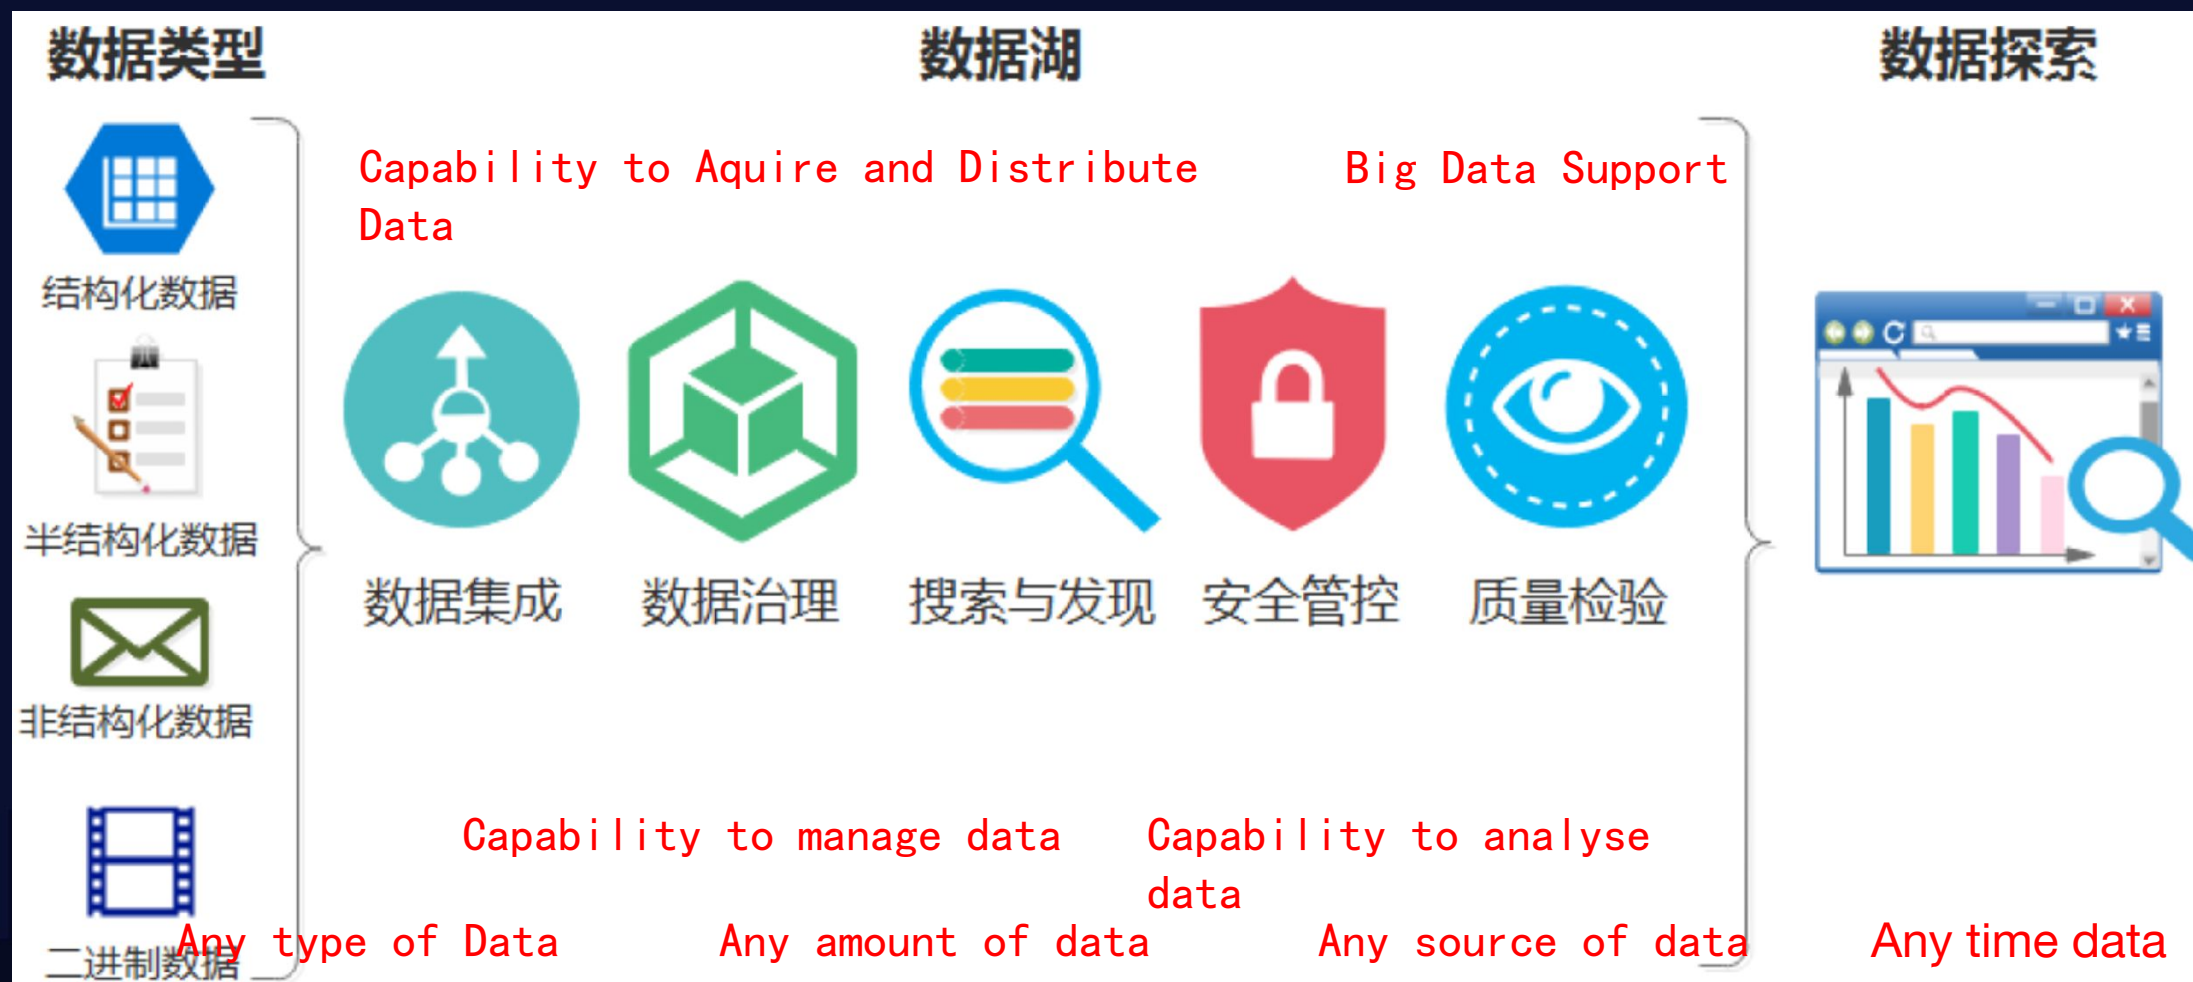 数据类型
数据湖
数据探索
Capability to Aquire and Distribute
Data
Big Data Support
结构化数据
半结构化数据
非结构化数据
二进制数据
数据集成
数据治理
搜索与发现
安全管控
质量检验
Capability to manage data
Capability to analyse
data
Any type of Data
Any amount of data
Any source of data
Any time data